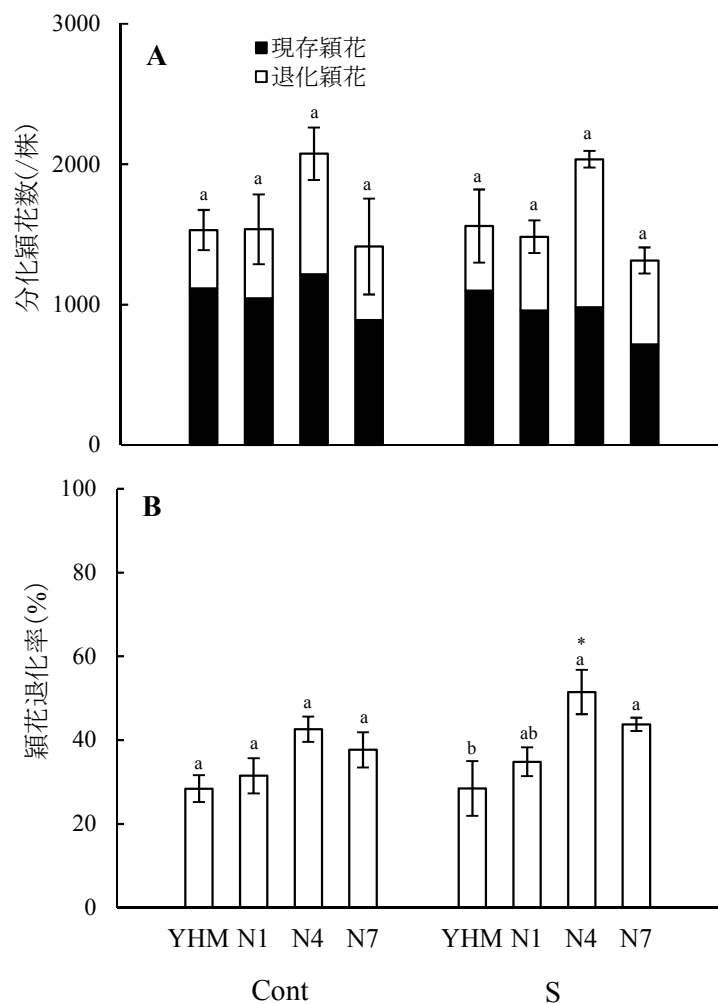 3000
A
■現存穎花
□退化穎花
a
a a a a a a a
2000
分化穎花数(/株)
1000
0
100
B
80
穎花退化率(%)
60
*
a a a a b ab a a
40
20
0
YHM N1 N4 N7 YHM N1 N4 N7
Cont S